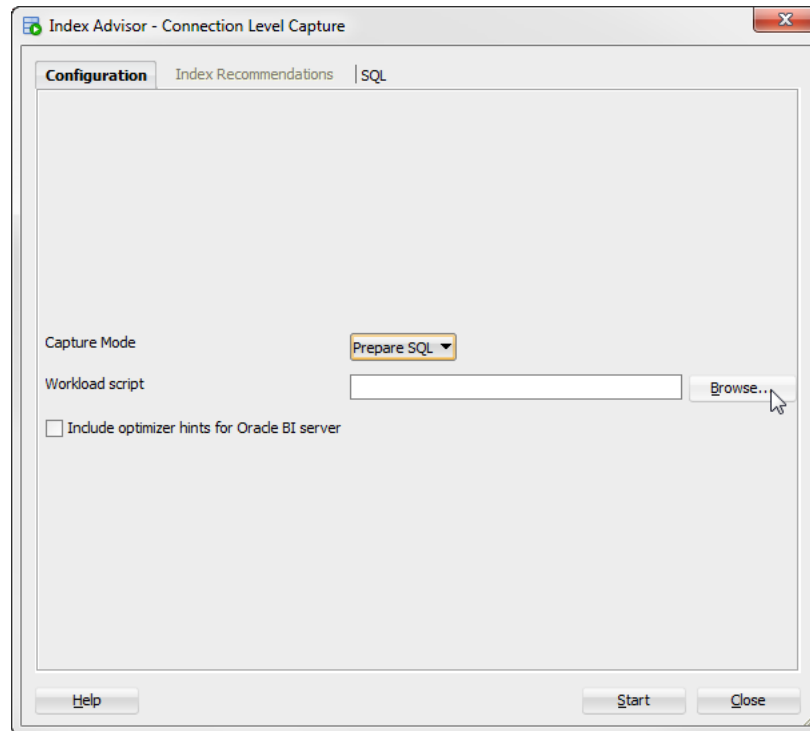 Index Advisor - Connection Level Capture
Configuration Index Recommendations SQL
Capture Mode Prepare SQL
Workload script Browse...
Include optimizer hints for Oracle BI server
Help Start Close